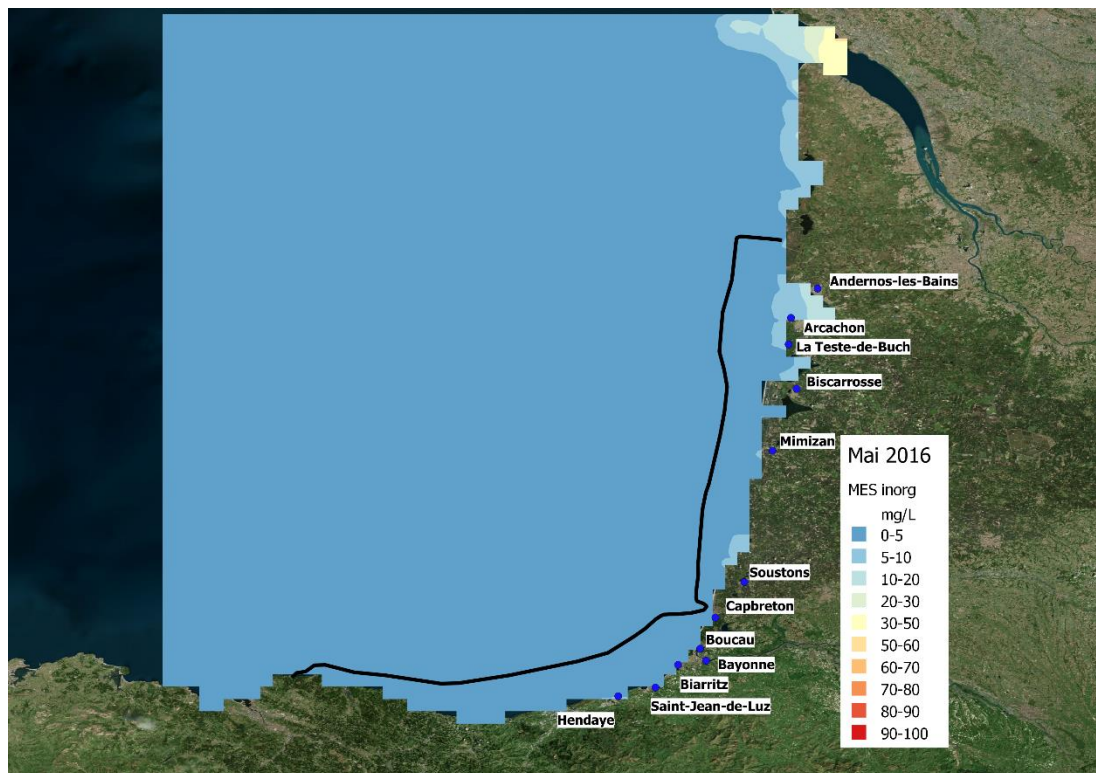 Andernos-les-Bains
Arcachon
La Teste-de-Buch
Biscarrosse
Mimizan
Mai 2016
MES inorg
mg/L
0-5
5-10
10-20
20-30
30-50
50-60
60-70
70-80
80-90
90-100
Soustons
Capbreton
Boucau
Bayonne
Biarritz
Saint-Jean-de-Luz
Hendaye